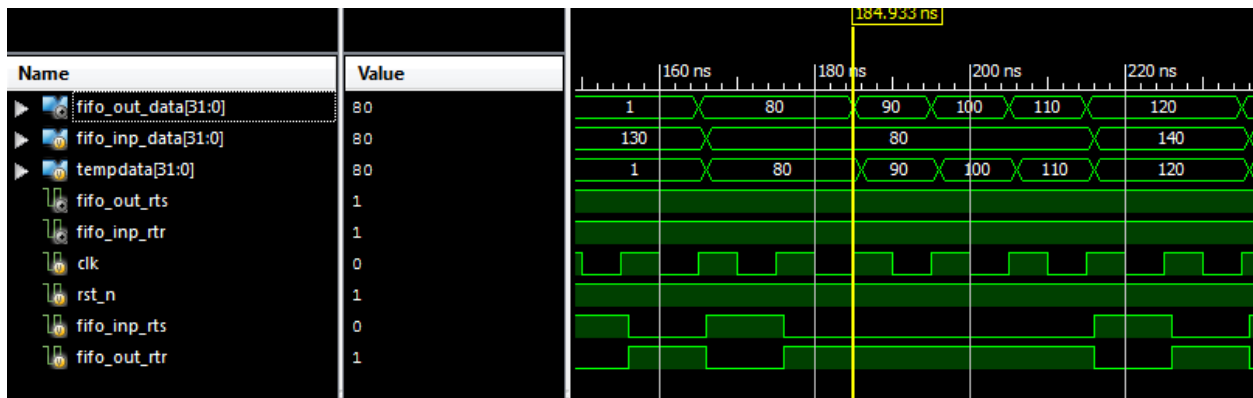 184.933 ns
Name Value 160 ns 180 ns 200 ns 220 ns
fifo_out_data[31:0] 80 1 80 90 100 110 120
fifo_inp_data[31:0] 80 130 80 140
tempdata[31:0] 80 1 80 90 100 110 120
fifo_out_rts 1
fifo_inp_rtr 1
clk 0
rst_n 1
fifo_inp_rts 0
fifo_out_rtr 1